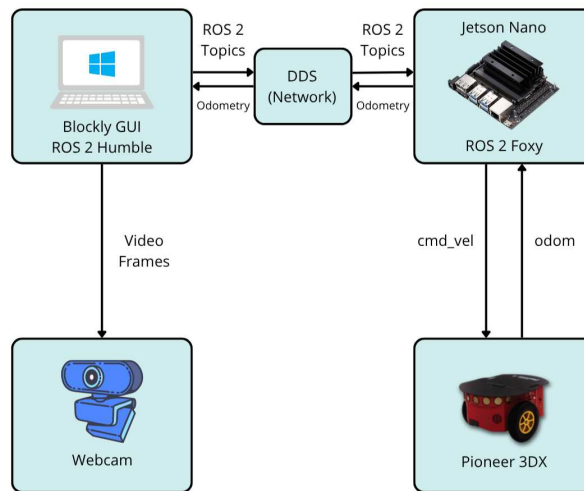 ROS 2
Topics
ROS 2
Topics
Jetson Nano
DDS
(Network)
Odometry
Odometry
Blockly GUI
ROS 2 Humble
ROS 2 Foxy
Video
Frames
cmd_vel
odom
Webcam
Pioneer 3DX